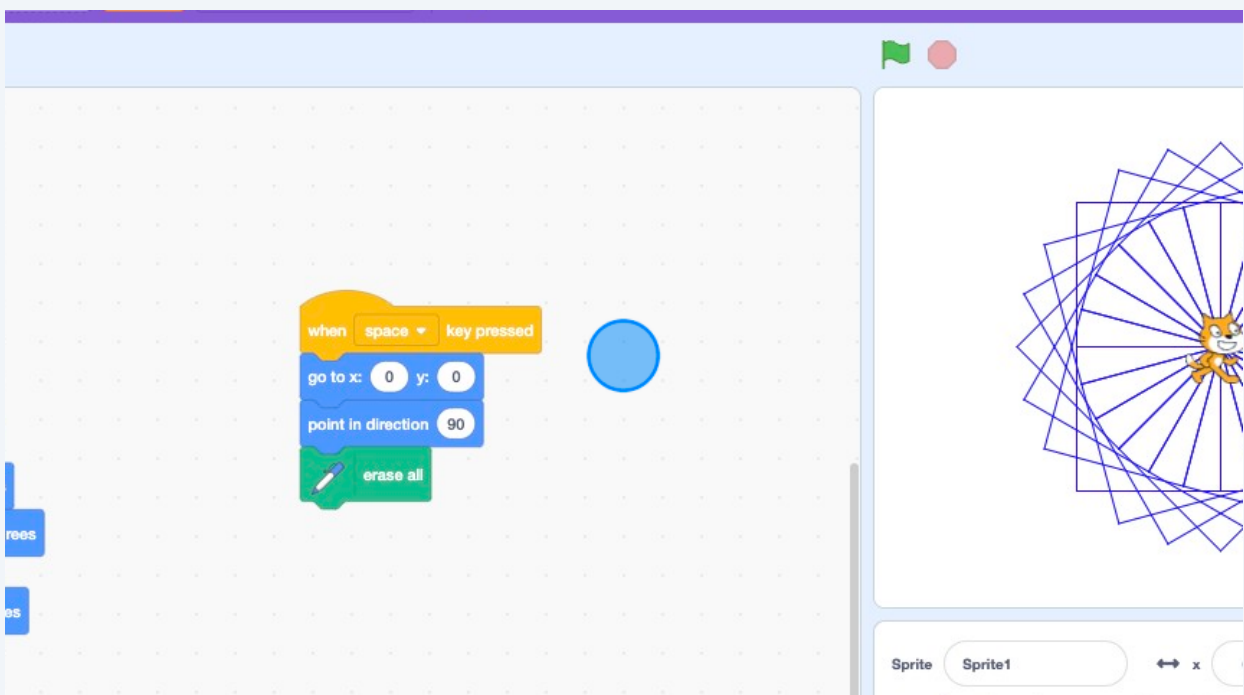 when space key pressed
go to x: 0 y: 0
point in direction 90
erase all
rees
es
Sprite Sprite1 x